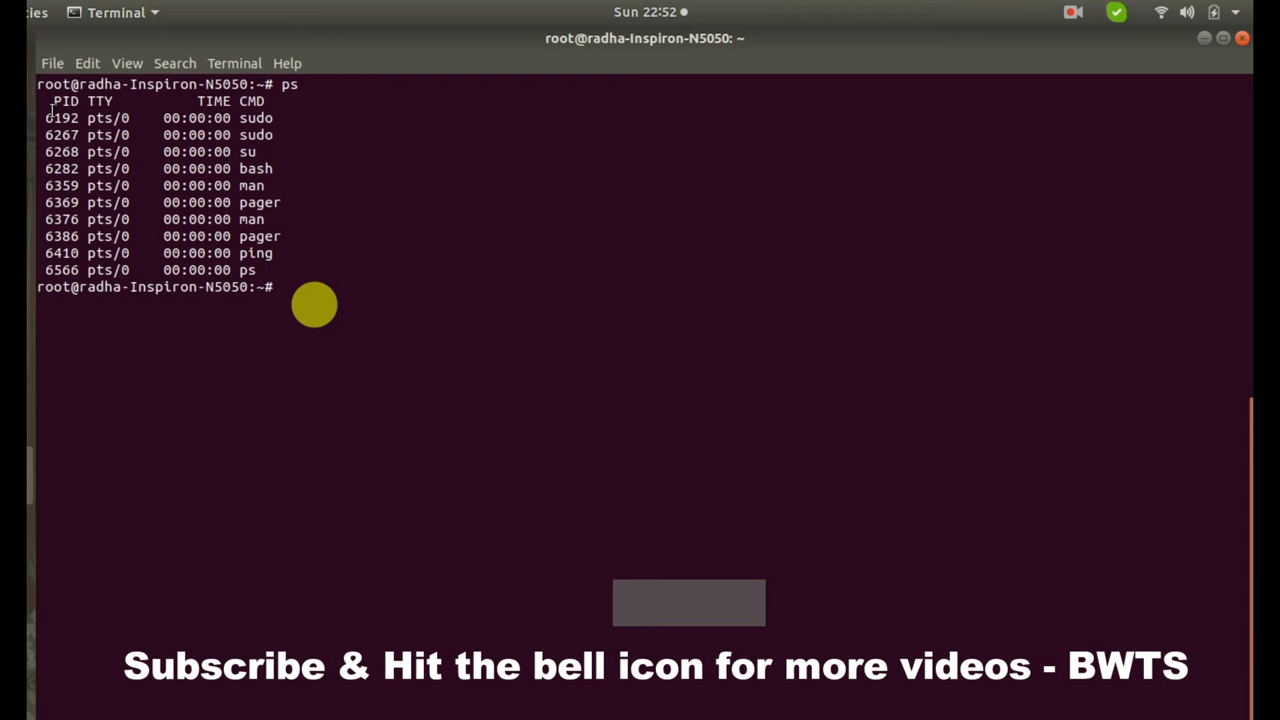 ies Terminal Sun 22:52
root@radha-Inspiron-N5050: ~
File Edit View Search Terminal Help
root@radha-Inspiron-N5050:~# ps
PID TTY TIME CMD
6192 pts/0 00:00:00 sudo
6267 pts/0 00:00:00 sudo
6268 pts/0 00:00:00 su
6282 pts/0 00:00:00 bash
6359 pts/0 00:00:00 man
6369 pts/0 00:00:00 pager
6376 pts/0 00:00:00 man
6386 pts/0 00:00:00 pager
6410 pts/0 00:00:00 ping
6566 pts/0 00:00:00 ps
root@radha-Inspiron-N5050:~#
Subscribe & Hit the bell icon for more videos - BWTS